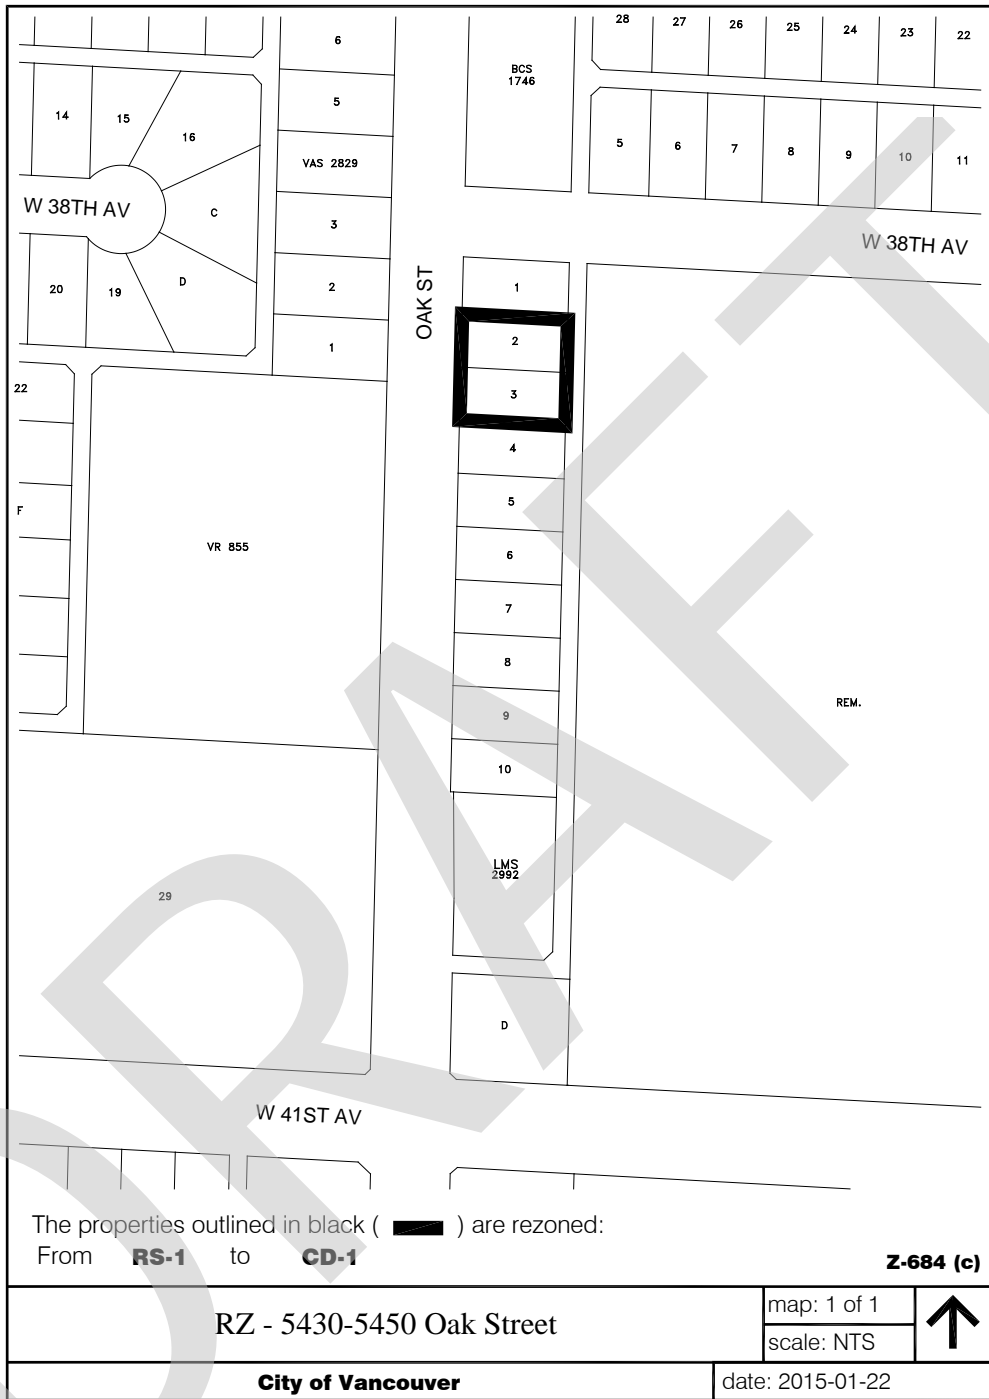 28 27 26 25 24 23 22
6
BCS
1746
5
14 15 16
5 6 7 8 9 10 11
VAS 2829
W 38TH AV
C
3
W 38TH AV
20 19 D
2
OAK ST
1
1
2
3
22
4
5
F
VR 855
6
7
8
9
REM.
10
LMS
2992
29
D
W 41ST AV
DRAFT
The properties outlined in black ( ) are rezoned:
From RS-1 to CD-1
Z-684 (c)
RZ - 5430-5450 Oak Street
map: 1 of 1
scale: NTS
City of Vancouver
date: 2015-01-22